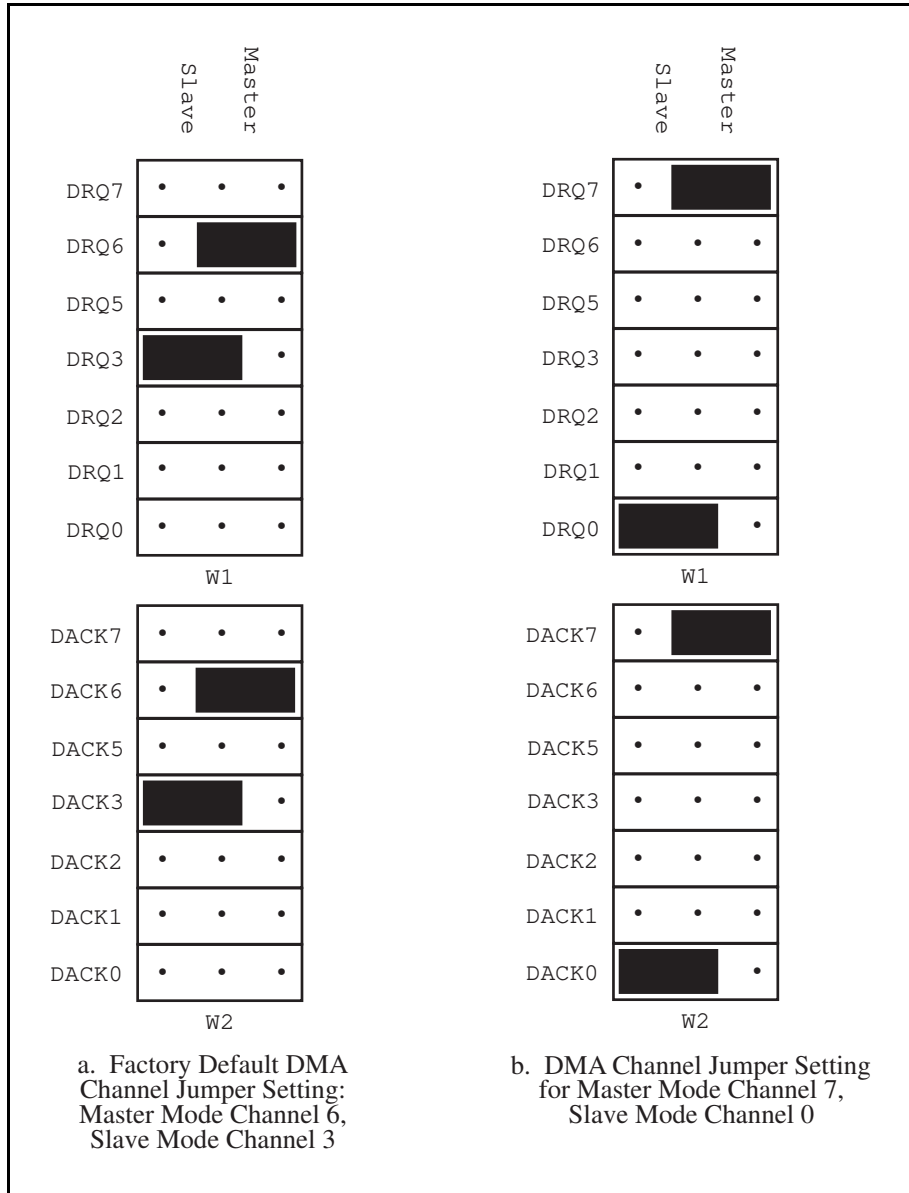 Slave
Master
DRQ7
DRQ6
DRQ5
DRQ3
DRQ2
DRQ1
DRQ0
W1
DACK7
DACK6
DACK5
DACK3
DACK2
DACK1
DACK0
W2
a. Factory Default DMA
Channel Jumper Setting:
Master Mode Channel 6,
Slave Mode Channel 3
Slave
Master
DRQ7
DRQ6
DRQ5
DRQ3
DRQ2
DRQ1
DRQ0
W1
DACK7
DACK6
DACK5
DACK3
DACK2
DACK1
DACK0
W2
b. DMA Channel Jumper Setting
for Master Mode Channel 7,
Slave Mode Channel 0